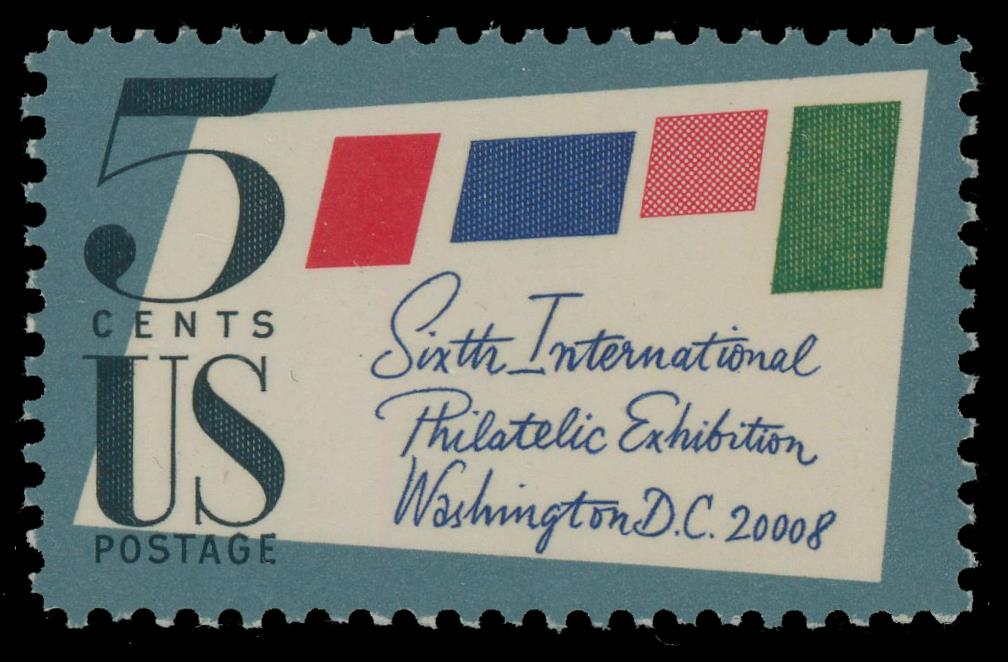 5
CENTS
US
POSTAGE
Sixth International
Philatelic Exhibition
Washington D.C. 20008